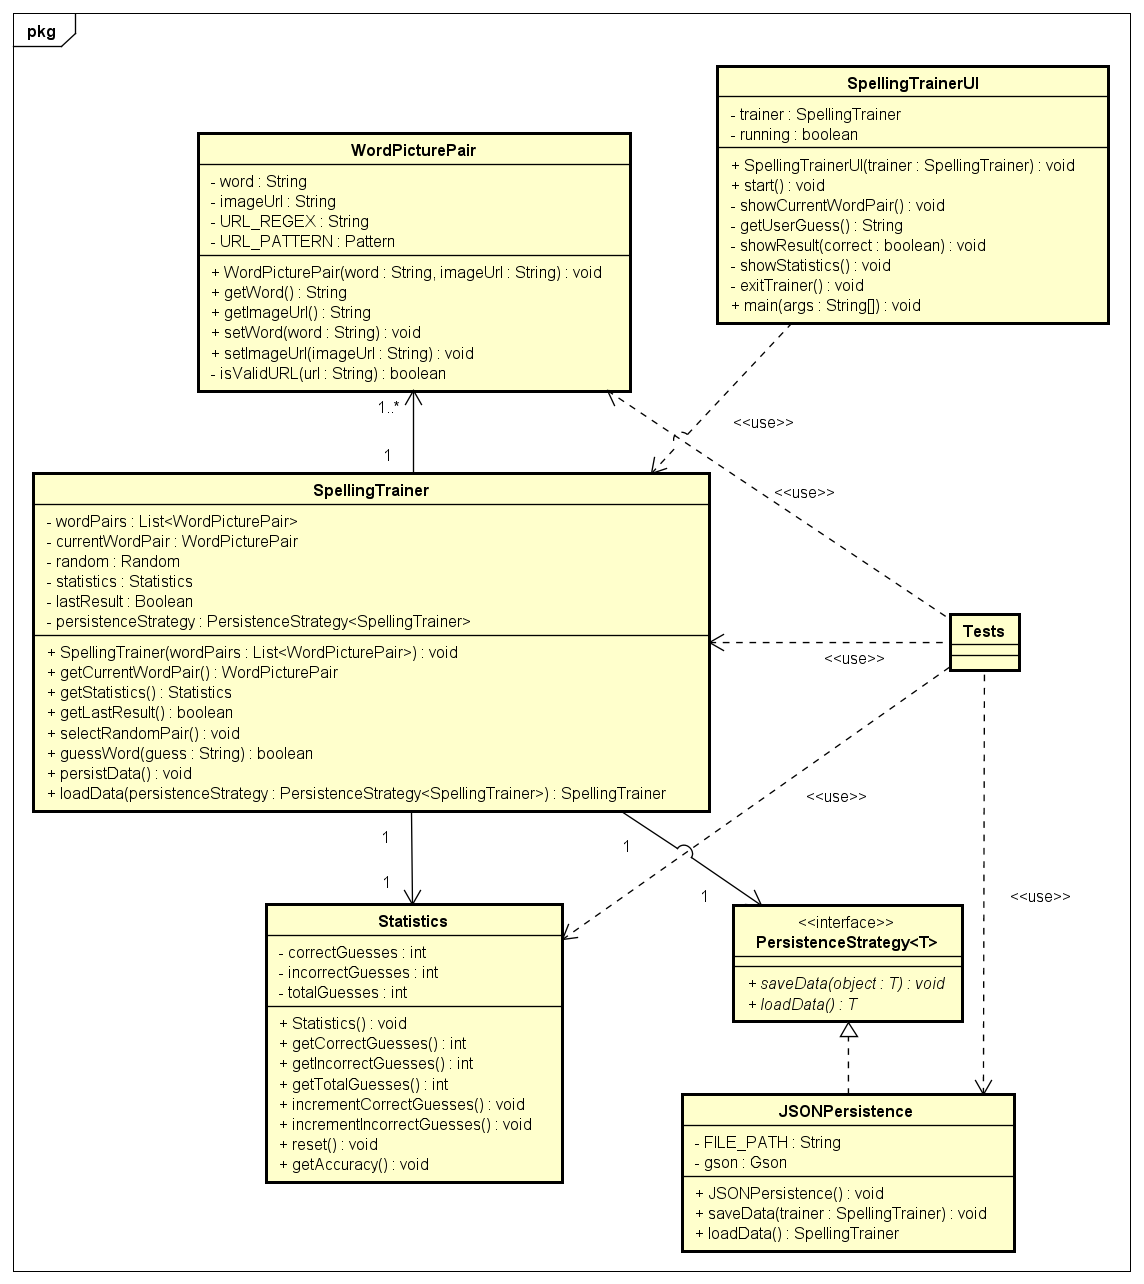 pkg
SpellingTrainerUI
- trainer : SpellingTrainer
- running : boolean
+ SpellingTrainerUI(trainer : SpellingTrainer) : void
+ start() : void
- showCurrentWordPair() : void
- getUserGuess() : String
- showResult(correct : boolean) : void
- showStatistics() : void
- exitTrainer() : void
+ main(args : String[]) : void
WordPicturePair
- word : String
- imageUrl : String
- URL_REGEX : String
- URL_PATTERN : Pattern
+ WordPicturePair(word : String, imageUrl : String) : void
+ getWord() : String
+ getImageUrl() : String
+ setWord(word : String) : void
+ setImageUrl(imageUrl : String) : void
- isValidURL(url : String) : boolean
1..*
1
<<use>>
<<use>>
SpellingTrainer
- wordPairs : List<WordPicturePair>
- currentWordPair : WordPicturePair
- random : Random
- statistics : Statistics
- lastResult : Boolean
- persistenceStrategy : PersistenceStrategy<SpellingTrainer>
+ SpellingTrainer(wordPairs : List<WordPicturePair>) : void
+ getCurrentWordPair() : WordPicturePair
+ getStatistics() : Statistics
+ getLastResult() : boolean
+ selectRandomPair() : void
+ guessWord(guess : String) : boolean
+ persistData() : void
+ loadData(persistenceStrategy : PersistenceStrategy<SpellingTrainer>) : SpellingTrainer
Tests
<<use>>
<<use>>
<<use>>
1
1
1
1
Statistics
- correctGuesses : int
- incorrectGuesses : int
- totalGuesses : int
+ Statistics() : void
+ getCorrectGuesses() : int
+ getIncorrectGuesses() : int
+ getTotalGuesses() : int
+ incrementCorrectGuesses() : void
+ incrementIncorrectGuesses() : void
+ reset() : void
+ getAccuracy() : void
<<interface>>
PersistenceStrategy<T>
+ saveData(object : T) : void
+ loadData() : T
JSONPersistence
- FILE_PATH : String
- gson : Gson
+ JSONPersistence() : void
+ saveData(trainer : SpellingTrainer) : void
+ loadData() : SpellingTrainer